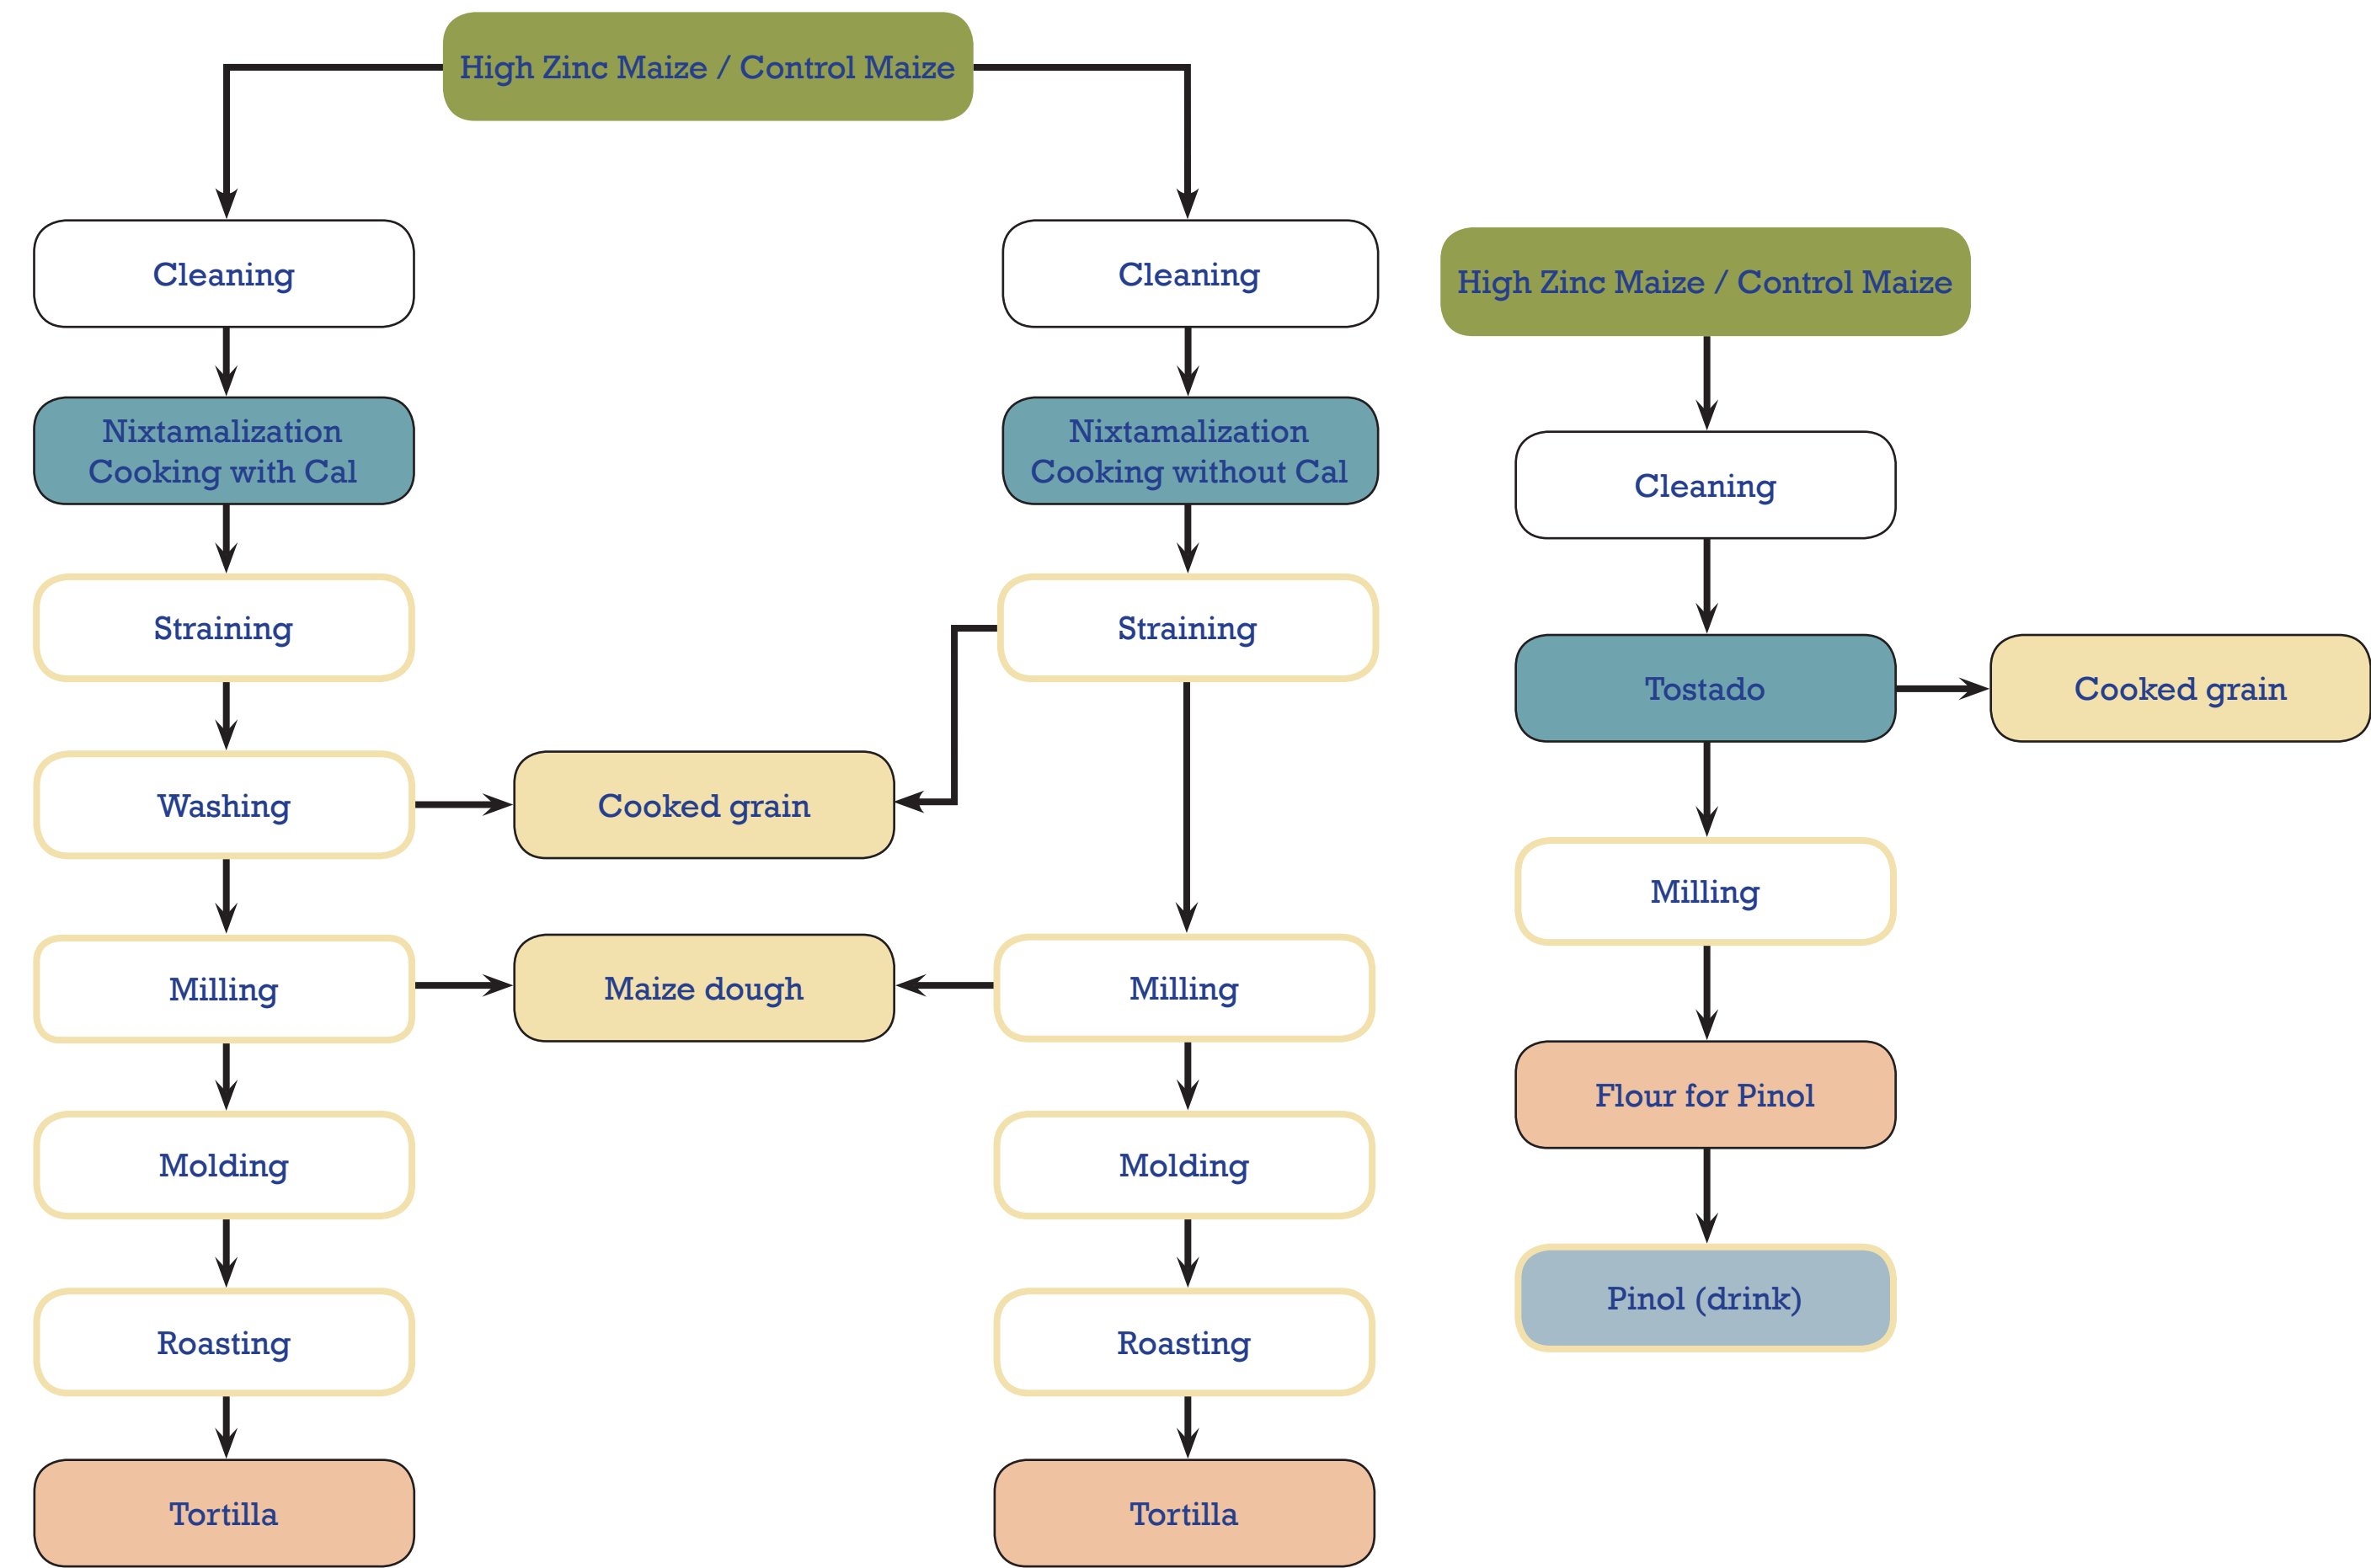 High Zinc Maize / Control Maize
Cleaning
Nixtamalization
Cooking with Cal
Straining
Washing
Milling
Molding
Roasting
Tortilla
Cooked grain
Maize dough
Cleaning
Nixtamalization
Cooking without Cal
Straining
Milling
Molding
Roasting
Tortilla
High Zinc Maize / Control Maize
Cleaning
Tostado
Cooked grain
Milling
Flour for Pinol
Pinol (drink)